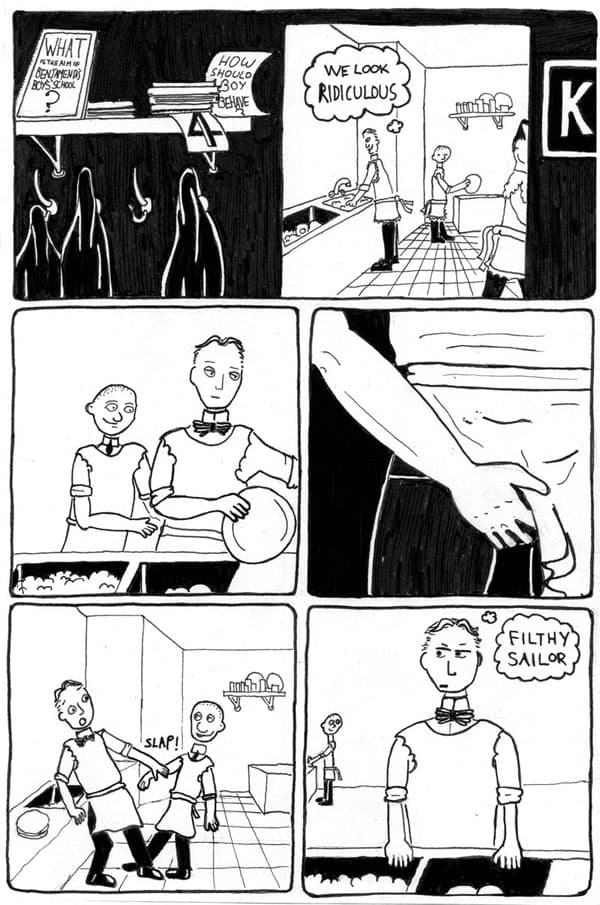 WHAT
IS THE AIM OF
BENJAMENTA'S
BOYS' SCHOOL
?
HOW
SHOULD
A BOY
BEHAVE
?
4
WE LOOK
RIDICULOUS
K
SLAP!
FILTHY
SAILOR